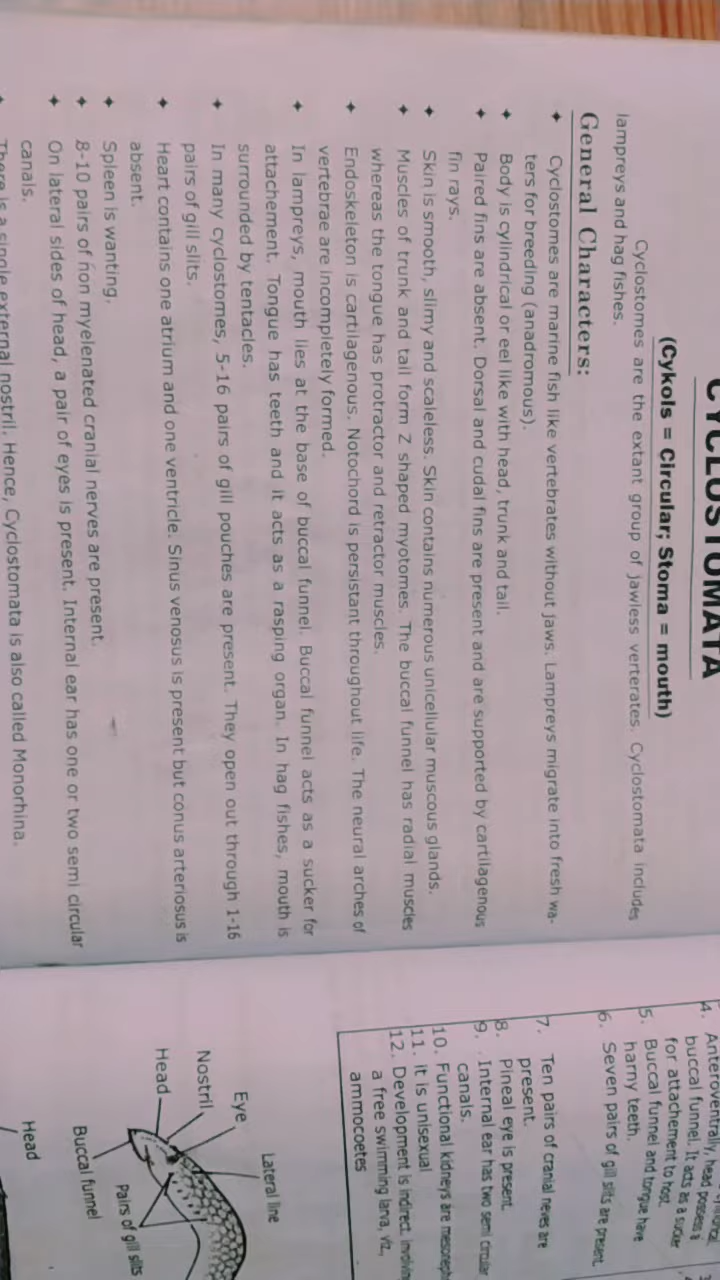 CYCLOSTOMATA
(Cykols = Circular; Stoma = mouth)
Cyclostomes are the extant group of jawless verterates. Cyclostomata includes
lampreys and hag fishes.
General Characters:
✦ Cyclostomes are marine fish like vertebrates without jaws. Lampreys migrate into fresh wa-
ters for breeding (anadromous).
✦ Body is cylindrical or eel like with head, trunk and tail.
✦ Paired fins are absent. Dorsal and cudal fins are present and are supported by cartilagenous
fin rays.
✦ Skin is smooth, slimy and scaleless. Skin contains numerous unicellular muscous glands.
✦ Muscles of trunk and tail form Z shaped myotomes. The buccal funnel has radial muscles
whereas the tongue has protractor and retractor muscles.
✦ Endoskeleton is cartilagenous. Notochord is persistant throughout life. The neural arches of
vertebrae are incompletely formed.
✦ In lampreys, mouth lies at the base of buccal funnel. Buccal funnel acts as a sucker for
attachement. Tongue has teeth and it acts as a rasping organ. In hag fishes, mouth is
surrounded by tentacles.
✦ In many cyclostomes, 5-16 pairs of gill pouches are present. They open out through 1-16
pairs of gill slits.
✦ Heart contains one atrium and one ventricle. Sinus venosus is present but conus arteriosus is
absent.
✦ Spleen is wanting.
✦ 8-10 pairs of non myelenated cranial nerves are present.
✦ On lateral sides of head, a pair of eyes is present. Internal ear has one or two semi circular
canals.
✦ There is a single external nostril. Hence, Cyclostomata is also called Monorhina.
4. Anteroventrally, head possess a
buccal funnel. It acts as a sucker
for attachement to host.
5. Buccal funnel and tongue have
harny teeth.
6. Seven pairs of gill slits are present.
7. Ten pairs of cranial neves are
present.
8. Pineal eye is present.
9. Internal ear has two semi circular
canals.
10. Functional kidneys are
11. it is unisexual
12. Development is indirect.
a free swimming larva, viz.,
ammocoetes
Lateral line
Eye
Nostril
Head
Pairs of gill slits
Buccal funnel
Head